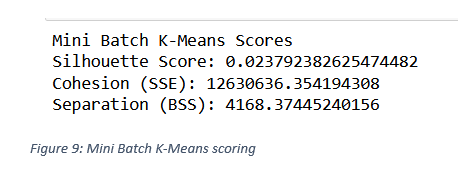 Mini Batch K-Means Scores
Silhouette Score: 0.023792382625474482
Cohesion (SSE): 12630636.354194308
Separation (BSS): 4168.37445240156
Figure 9: Mini Batch K-Means scoring